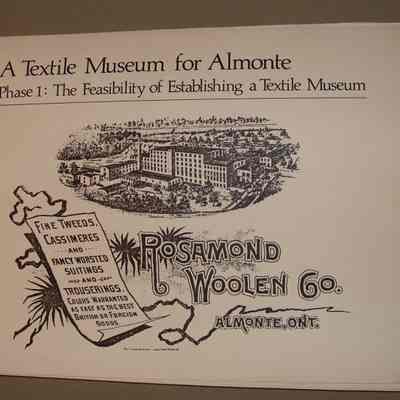 A Textile Museum for Almonte
Phase 1: The Feasibility of Establishing a Textile Museum
FINE TWEEDS,
CASSIMERES
AND
FANCY WORSTED
SUITINGS
AND
TROUSERINGS
COLORS WARRANTED
AS FAST AS THE BEST
BRITISH OR FOREIGN
GOODS
ROSAMOND
WOOLEN CO.
ALMONTE, ONT.